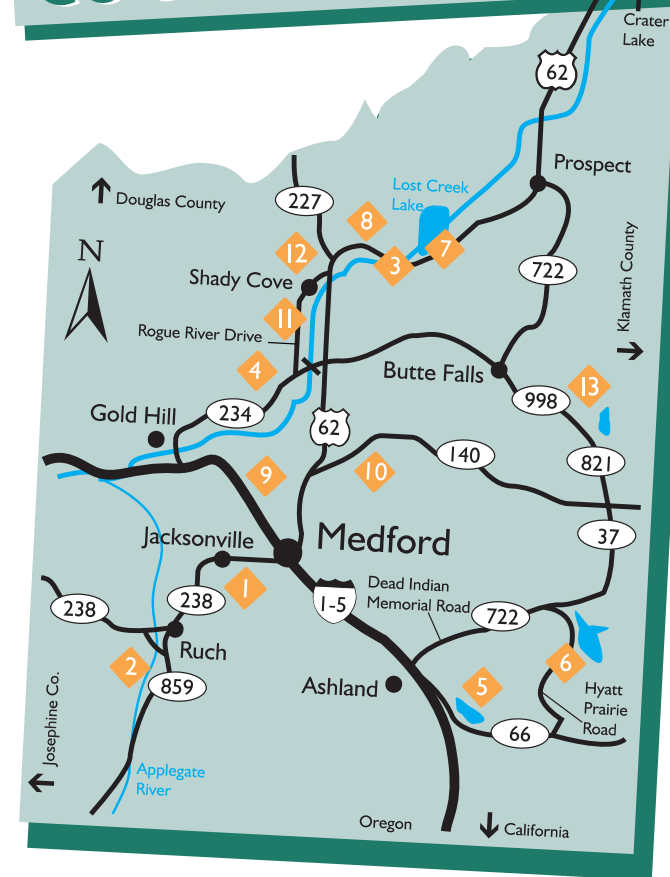 Crater
Lake
62
Prospect
Lost Creek
Lake
Douglas County
227
8
12
7
3
N
Shady Cove
722
Klamath County
11
Rogue River Drive
4
Butte Falls
13
998
Gold Hill
234
62
821
9
10
140
37
Jacksonville
Medford
1
238
238
I-5
Dead Indian
Memorial Road
722
Ruch
2
859
Ashland
5
6
Hyatt
Prairie
Road
66
Josephine Co.
Applegate
River
Oregon
California